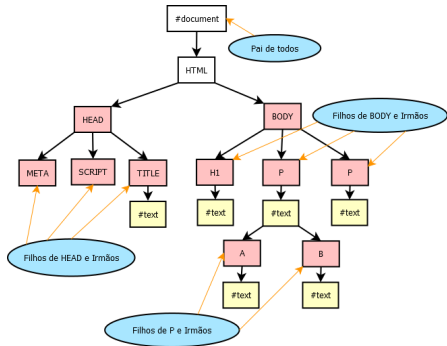 #document
Pai de todos
HTML
HEAD
BODY
Filhos de BODY e Irmãos
META
SCRIPT
TITLE
H1
P
P
#text
#text
#text
#text
Filhos de HEAD e Irmãos
A
B
#text
#text
Filhos de P e Irmãos